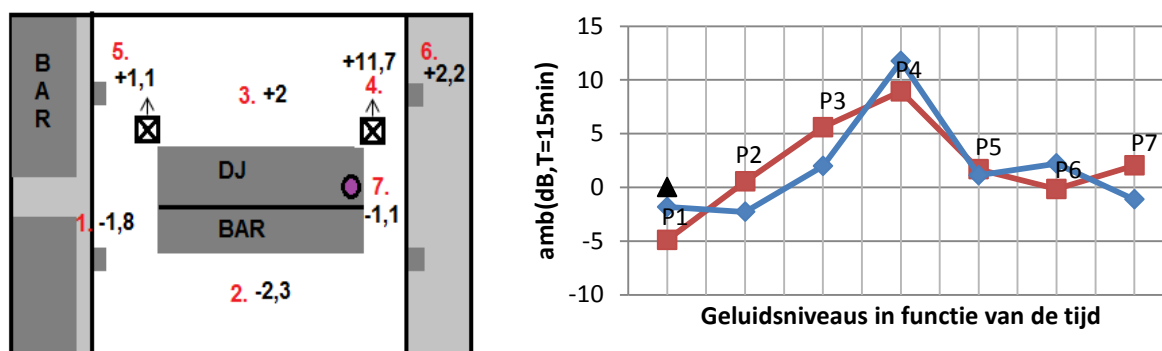 B
A
R
5.
+1,1
3. +2
+11,7
4.
6.
+2,2
DJ
7.
-1,1
BAR
1. -1,8
2. -2,3
amb(dB,T=15min)
15
10
5
0
-5
-10
P1
P2
P3
P4
P5
P6
P7
Geluidsniveaus in functie van de tijd